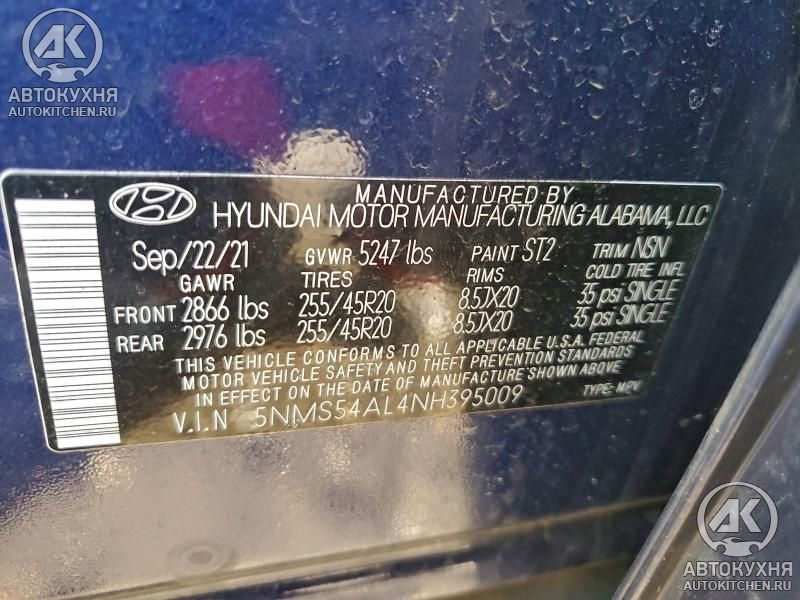 АВТОКУХНЯ
AUTOKITCHEN.RU
MANUFACTURED BY
HYUNDAI MOTOR MANUFACTURING ALABAMA, LLC
Sep/22/21 GVWR 5247 lbs PAINT ST2 TRIM NSN
GAWR TIRES RIMS COLD TIRE INFL
FRONT 2866 lbs 255/45R20 8.5JX20 35 psi SINGLE
REAR 2976 lbs 255/45R20 8.5JX20 35 psi SINGLE
THIS VEHICLE CONFORMS TO ALL APPLICABLE U.S.A. FEDERAL
MOTOR VEHICLE SAFETY AND THEFT PREVENTION STANDARDS
IN EFFECT ON THE DATE OF MANUFACTURE SHOWN ABOVE
V.I.N 5NMS54AL4NH395009 TYPE: MPV
АВТОКУХНЯ
AUTOKITCHEN.RU